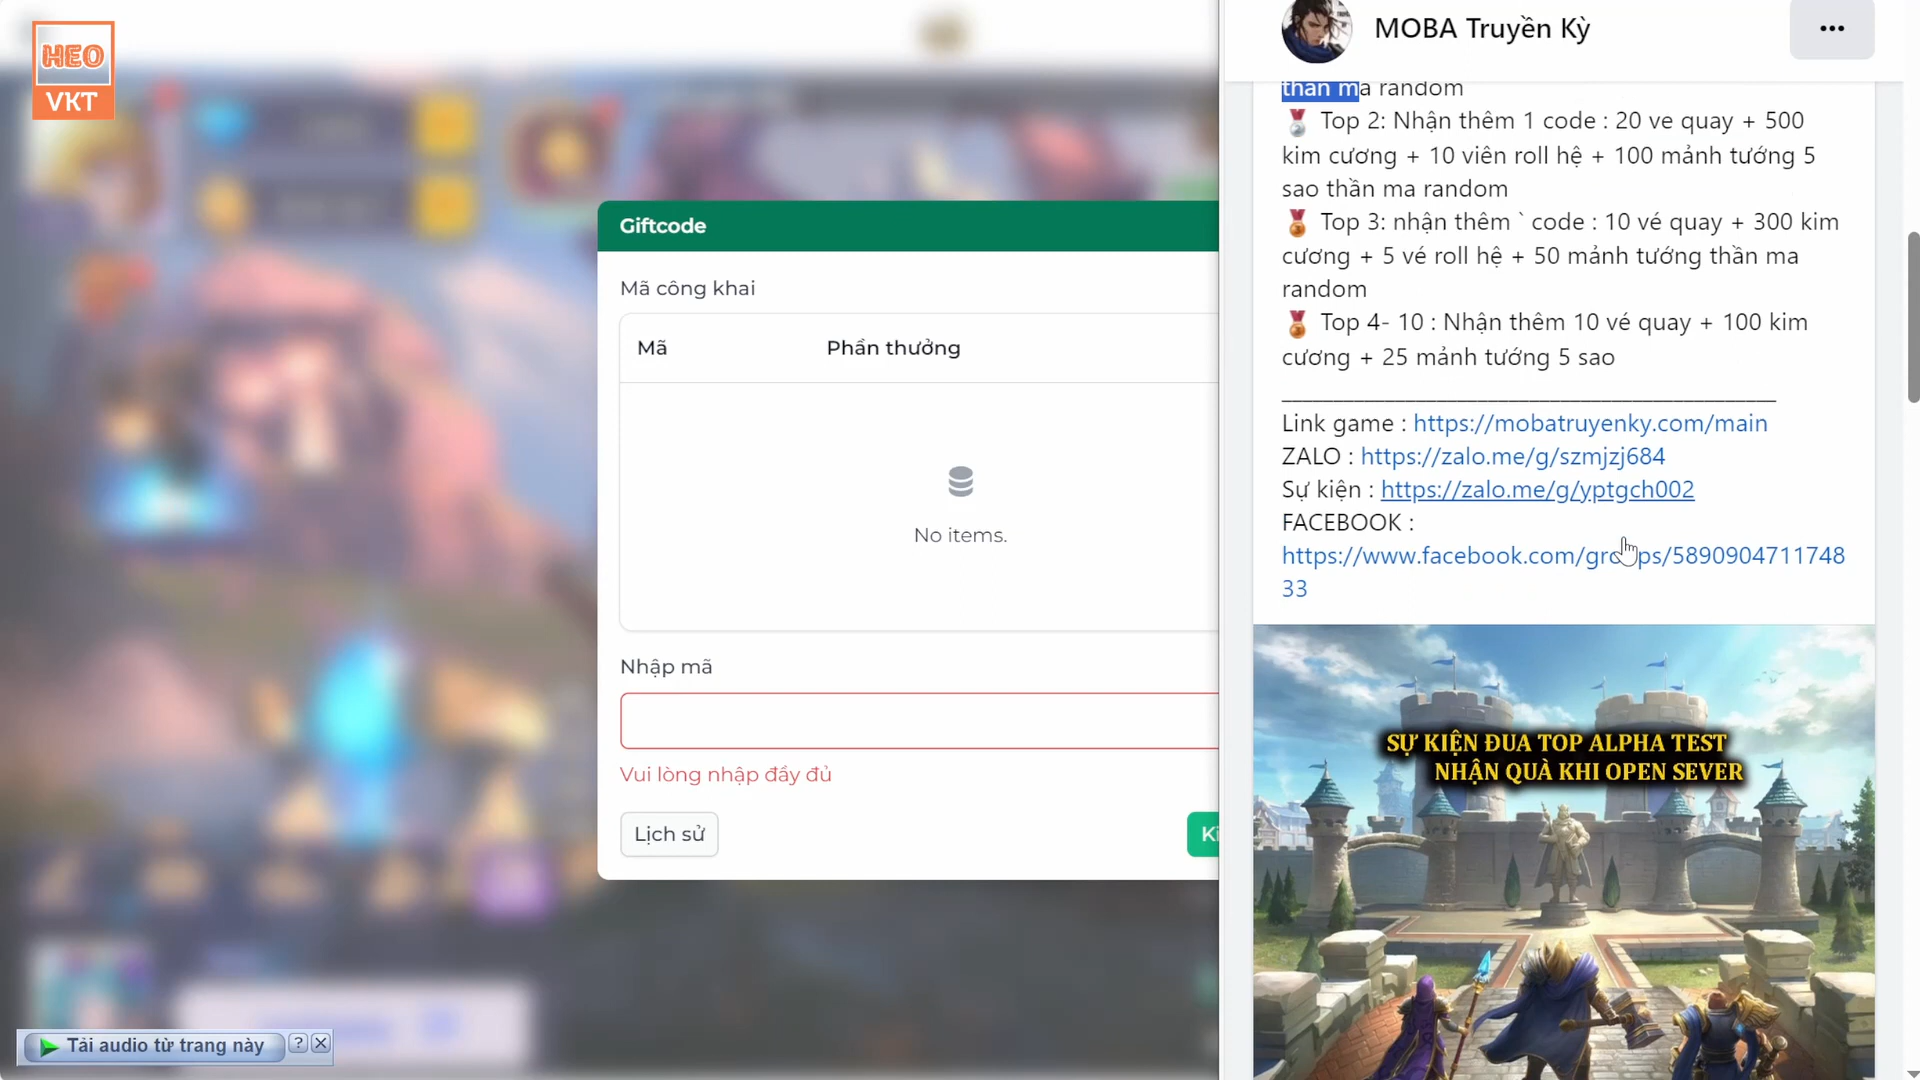 HEO
VKT
Giftcode
Mã công khai
Mã
Phần thưởng
No items.
Nhập mã
Vui lòng nhập đầy đủ
Lịch sử
Tải audio từ trang này
?
MOBA Truyền Kỳ
thần ma random
🥈 Top 2: Nhận thêm 1 code : 20 ve quay + 500
kim cương + 10 viên roll hệ + 100 mảnh tướng 5
sao thần ma random
🥉 Top 3: nhận thêm ` code : 10 vé quay + 300 kim
cương + 5 vé roll hệ + 50 mảnh tướng thần ma
random
🥉 Top 4- 10 : Nhận thêm 10 vé quay + 100 kim
cương + 25 mảnh tướng 5 sao
Link game : https://mobatruyenky.com/main
ZALO : https://zalo.me/g/szmjzj684
Sự kiện : https://zalo.me/g/yptgch002
FACEBOOK :
https://www.facebook.com/groups/5890904711748
33
SỰ KIỆN ĐUA TOP ALPHA TEST
NHẬN QUÀ KHI OPEN SEVER